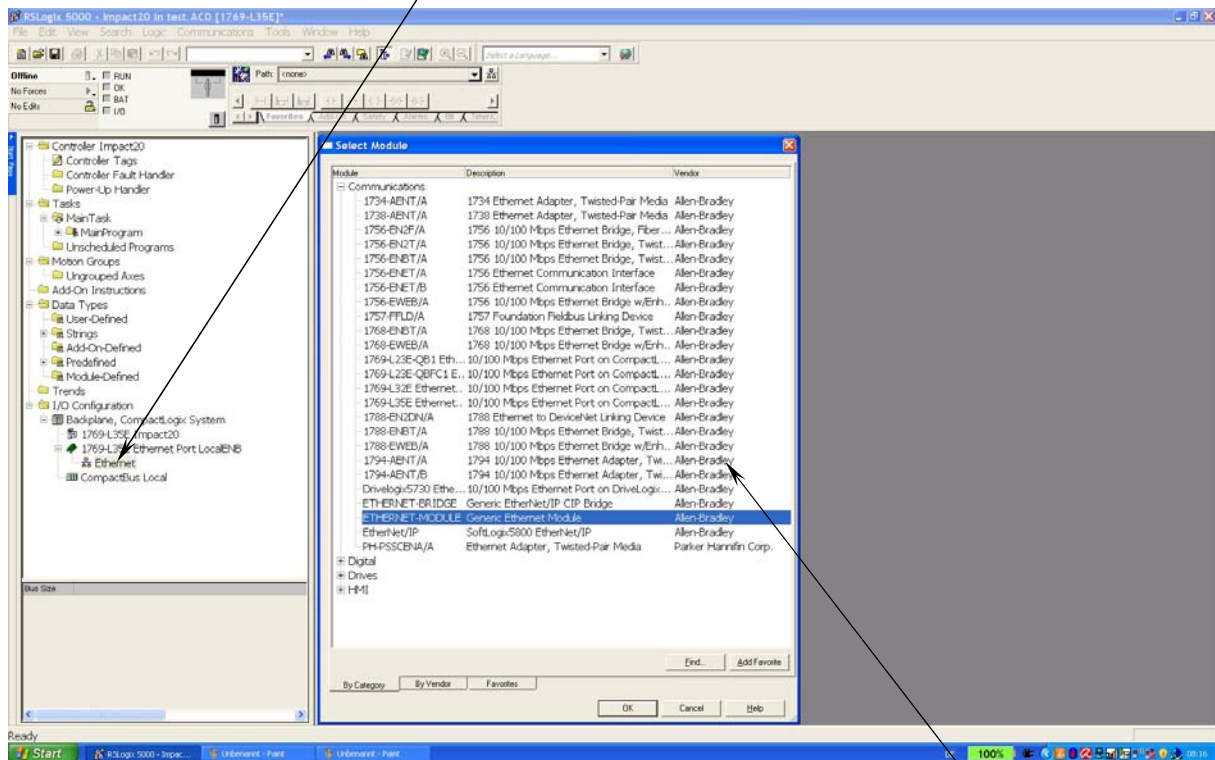 RSLogix 5000 - Impact20 in test.ACD [1769-L35E]*
File Edit View Search Logic Communications Tools Window Help
Select a Language...
Offline
RUN
Path: <none>
No Forces
OK
BAT
No Edits
I/O
Favorites
Safety
Alarms
Bit
Start Page
Controller Impact20
Controller Tags
Controller Fault Handler
Power-Up Handler
Tasks
MainTask
MainProgram
Unscheduled Programs
Motion Groups
Ungrouped Axes
Add-On Instructions
Data Types
User-Defined
Strings
Add-On-Defined
Predefined
Module-Defined
Trends
I/O Configuration
Backplane, CompactLogix System
1769-L35E Impact20
1769-L35E Ethernet Port LocalENB
Ethernet
CompactBus Local
Bus Size
Select Module
Module Description Vendor
Communications
1734-AENT/A 1734 Ethernet Adapter, Twisted-Pair Media Allen-Bradley
1738-AENT/A 1738 Ethernet Adapter, Twisted-Pair Media Allen-Bradley
1756-EN2F/A 1756 10/100 Mbps Ethernet Bridge, Fiber... Allen-Bradley
1756-EN2T/A 1756 10/100 Mbps Ethernet Bridge, Twist... Allen-Bradley
1756-ENBT/A 1756 10/100 Mbps Ethernet Bridge, Twist... Allen-Bradley
1756-ENET/A 1756 Ethernet Communication Interface Allen-Bradley
1756-ENET/B 1756 Ethernet Communication Interface Allen-Bradley
1756-EWEB/A 1756 10/100 Mbps Ethernet Bridge w/Enh... Allen-Bradley
1757-FFLD/A 1757 Foundation Fieldbus Linking Device Allen-Bradley
1768-ENBT/A 1768 10/100 Mbps Ethernet Bridge, Twist... Allen-Bradley
1768-EWEB/A 1768 10/100 Mbps Ethernet Bridge w/Enh... Allen-Bradley
1769-L23E-QB1 Eth... 10/100 Mbps Ethernet Port on CompactL... Allen-Bradley
1769-L23E-QBFC1 E... 10/100 Mbps Ethernet Port on CompactL... Allen-Bradley
1769-L32E Ethernet... 10/100 Mbps Ethernet Port on CompactL... Allen-Bradley
1769-L35E Ethernet... 10/100 Mbps Ethernet Port on CompactL... Allen-Bradley
1788-EN2DN/A 1788 Ethernet to DeviceNet Linking Device Allen-Bradley
1788-ENBT/A 1788 10/100 Mbps Ethernet Bridge, Twist... Allen-Bradley
1788-EWEB/A 1788 10/100 Mbps Ethernet Bridge w/Enh... Allen-Bradley
1794-AENT/A 1794 10/100 Mbps Ethernet Adapter, Twi... Allen-Bradley
1794-AENT/B 1794 10/100 Mbps Ethernet Adapter, Twi... Allen-Bradley
Drivelogix5730 Ethe... 10/100 Mbps Ethernet Port on DriveLogix... Allen-Bradley
ETHERNET-BRIDGE Generic EtherNet/IP CIP Bridge Allen-Bradley
ETHERNET-MODULE Generic Ethernet Module Allen-Bradley
EtherNet/IP SoftLogix5800 EtherNet/IP Allen-Bradley
PH-PSSCENA/A Ethernet Adapter, Twisted-Pair Media Parker Hannifin Corp.
Digital
Drives
HMI
Find... Add Favorite
By Category By Vendor Favorites
OK Cancel Help
Ready
Start RSLogix 5000 - Impac... Unbenannt - Paint Unbenannt - Paint 100% 08:16